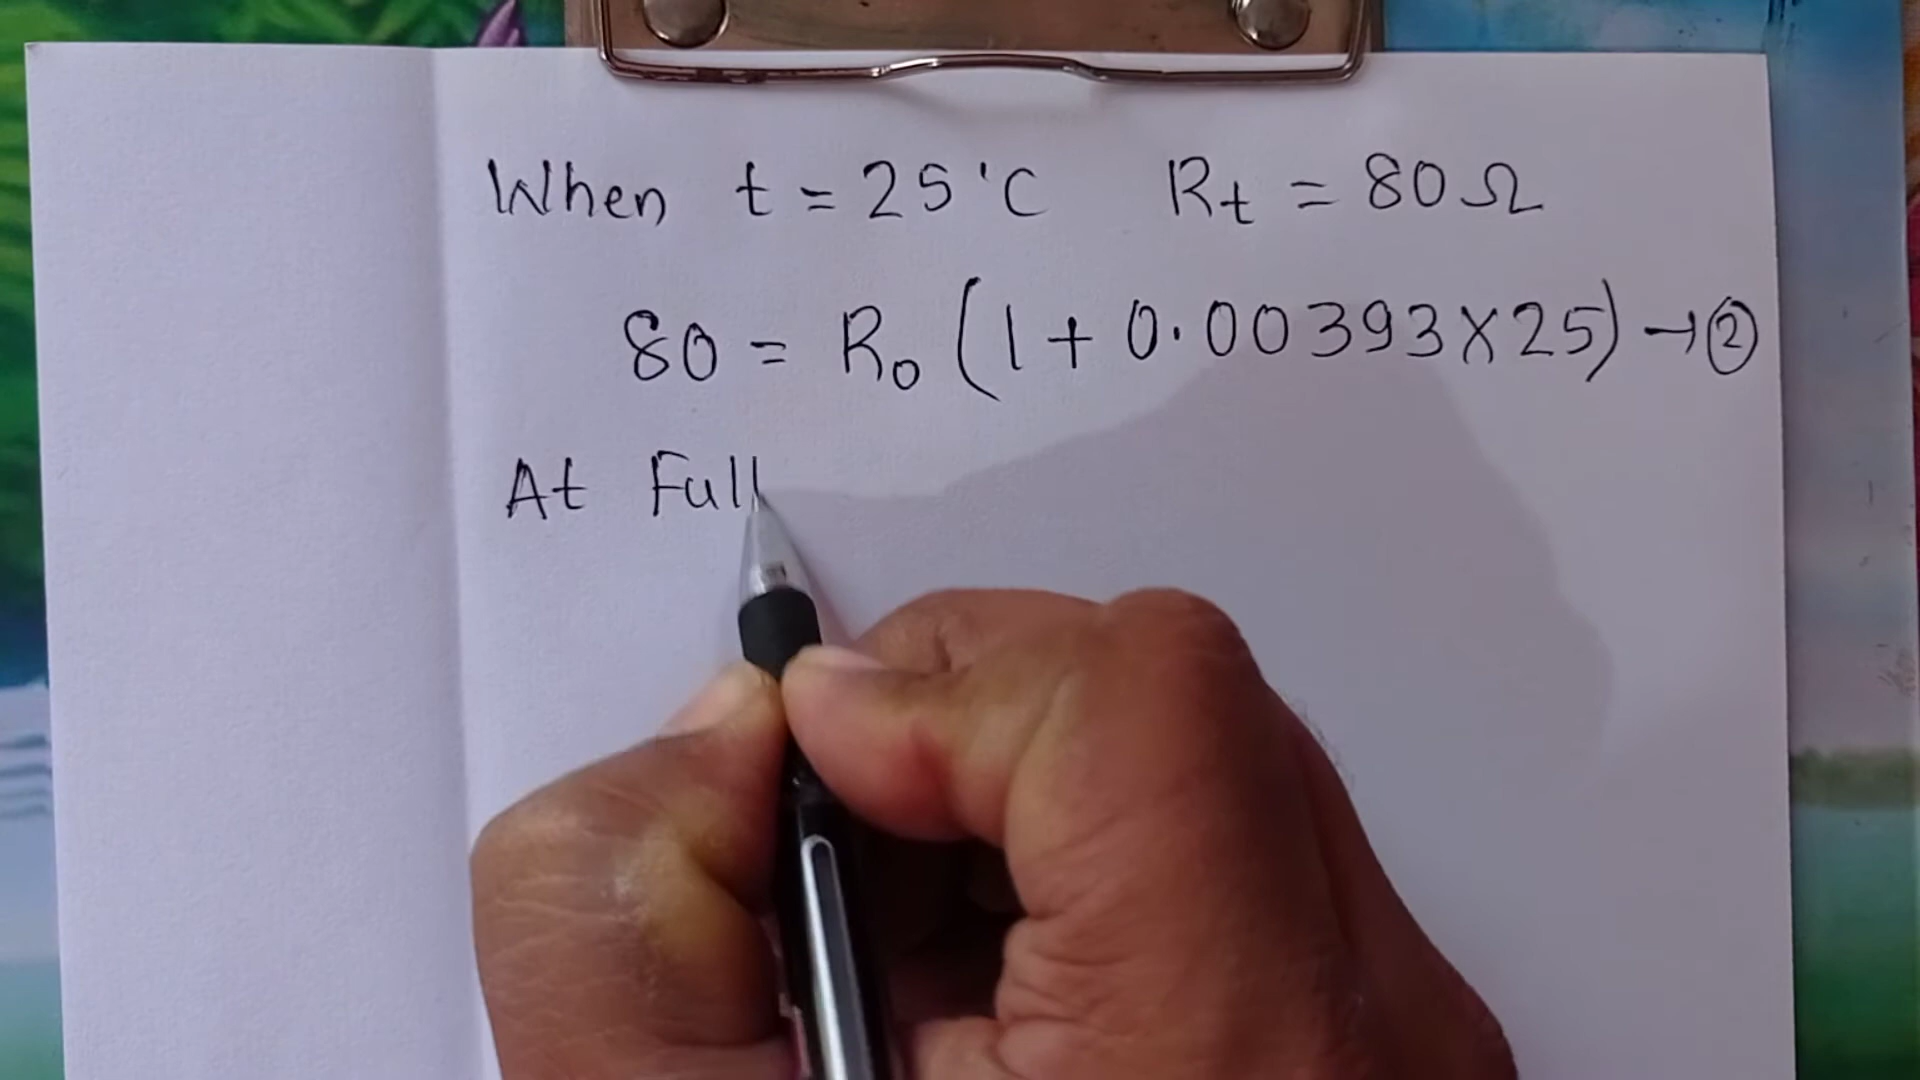 When t = 25°C Rt = 80Ω
80 = R₀ (1 + 0.00393 × 25) → ②
At Full